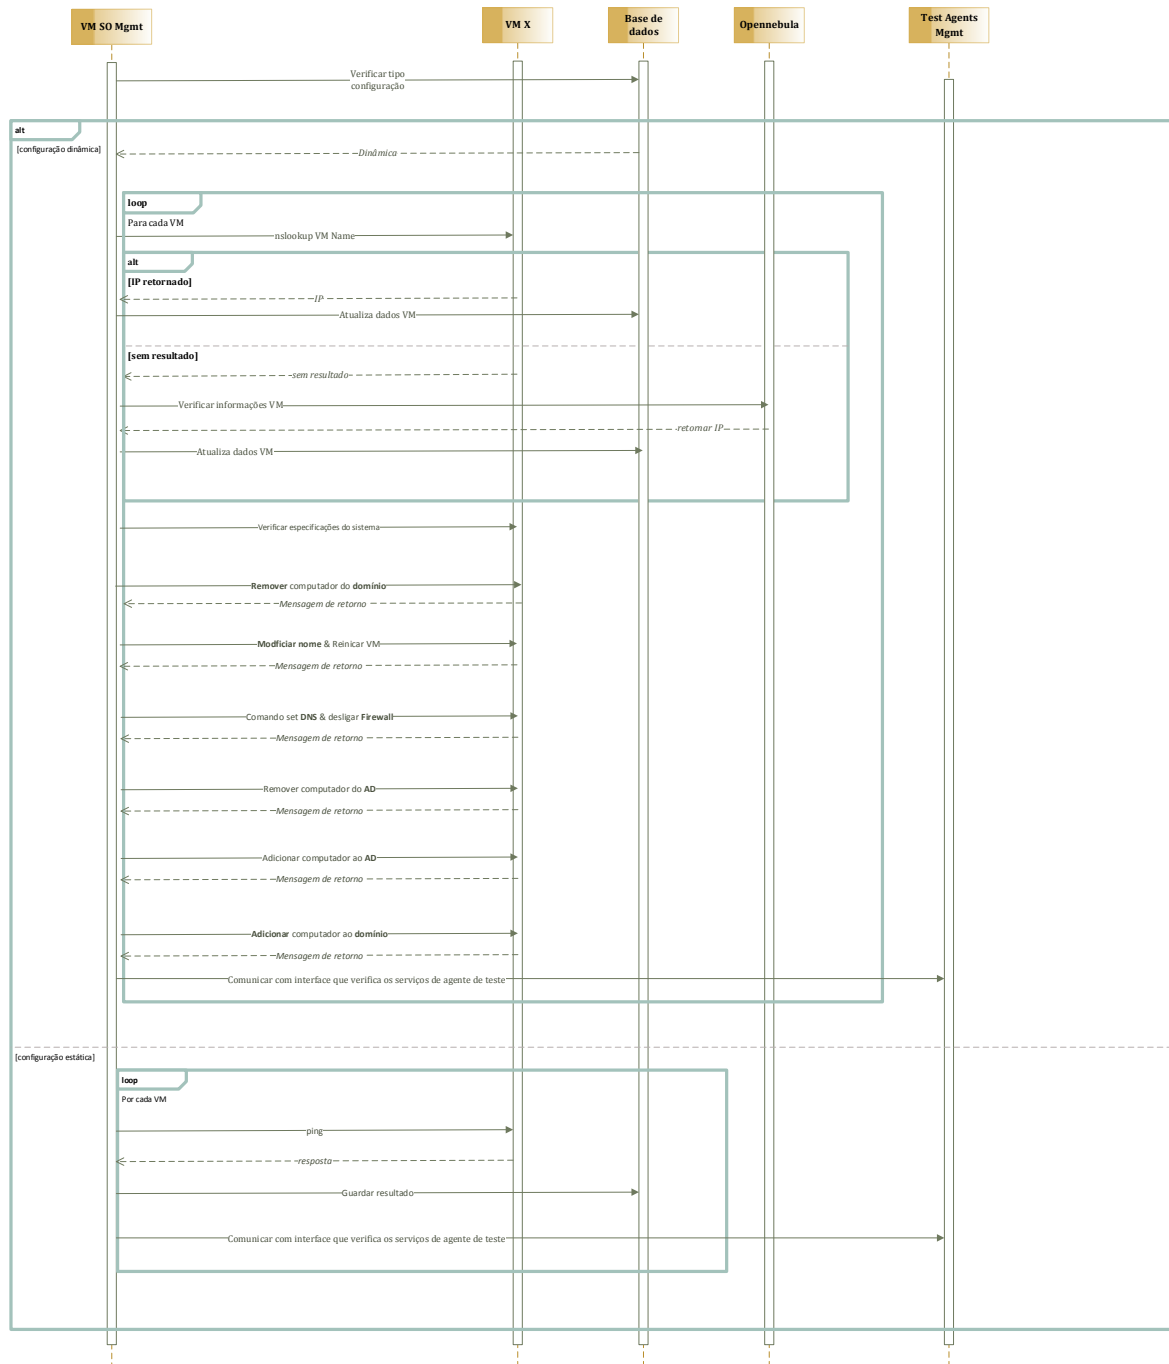 VM SO Mgmt
VM X
Base de
dados
Opennebula
Test Agents
Mgmt
Verificar tipo
configuração
alt
[configuração dinâmica]
Dinâmica
loop
Para cada VM
nslookup VM Name
alt
[IP retornado]
IP
Atualiza dados VM
[sem resultado]
sem resultado
Verificar informações VM
retornar IP
Atualiza dados VM
Verificar especificações do sistema
Remover computador do domínio
Mensagem de retorno
Modficiar nome & Reinicar VM
Mensagem de retorno
Comando set DNS & desligar Firewall
Mensagem de retorno
Remover computador do AD
Mensagem de retorno
Adicionar computador ao AD
Mensagem de retorno
Adicionar computador ao domínio
Mensagem de retorno
Comunicar com interface que verifica os serviços de agente de teste
[configuração estática]
loop
Por cada VM
ping
resposta
Guardar resultado
Comunicar com interface que verifica os serviços de agente de teste